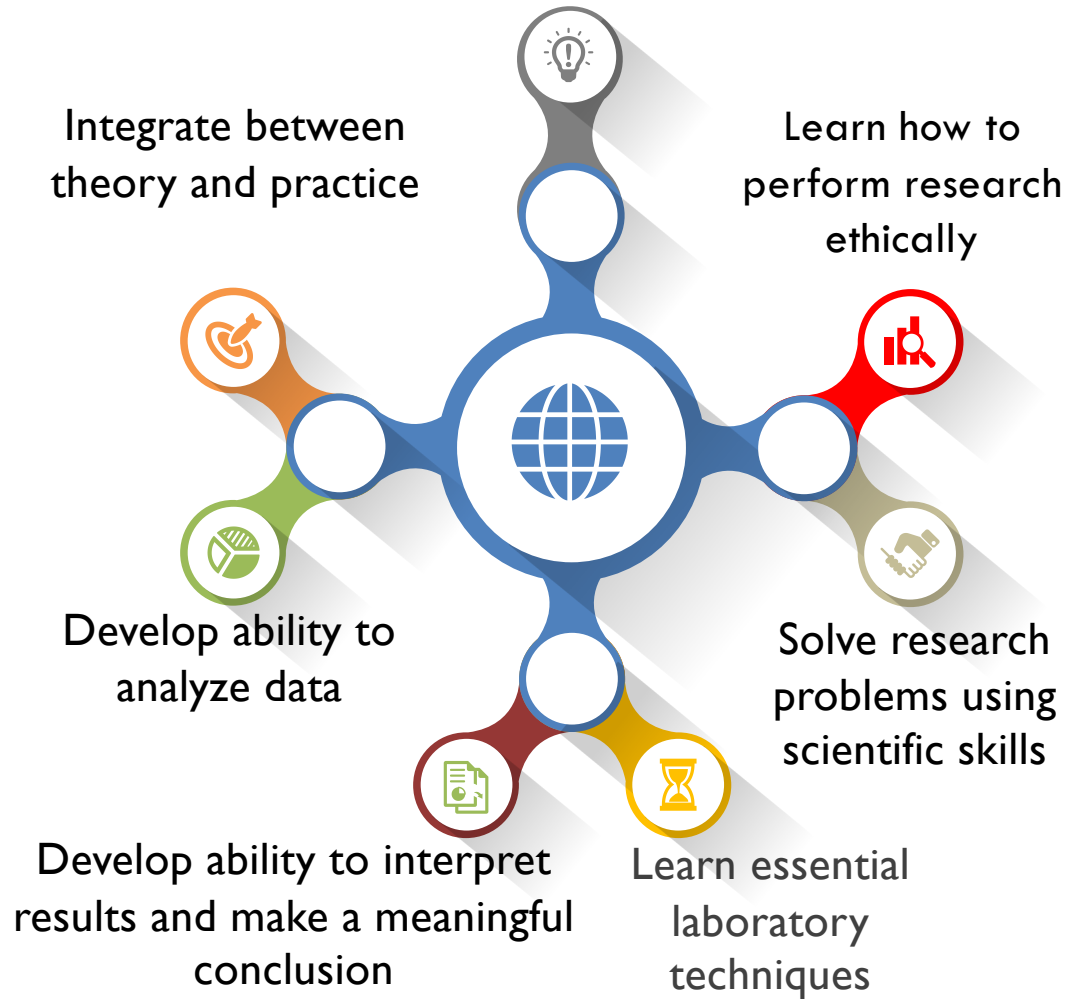 Integrate between
theory and practice
Learn how to
perform research
ethically
Develop ability to
analyze data
Solve research
problems using
scientific skills
Develop ability to interpret
results and make a meaningful
conclusion
Learn essential
laboratory
techniques